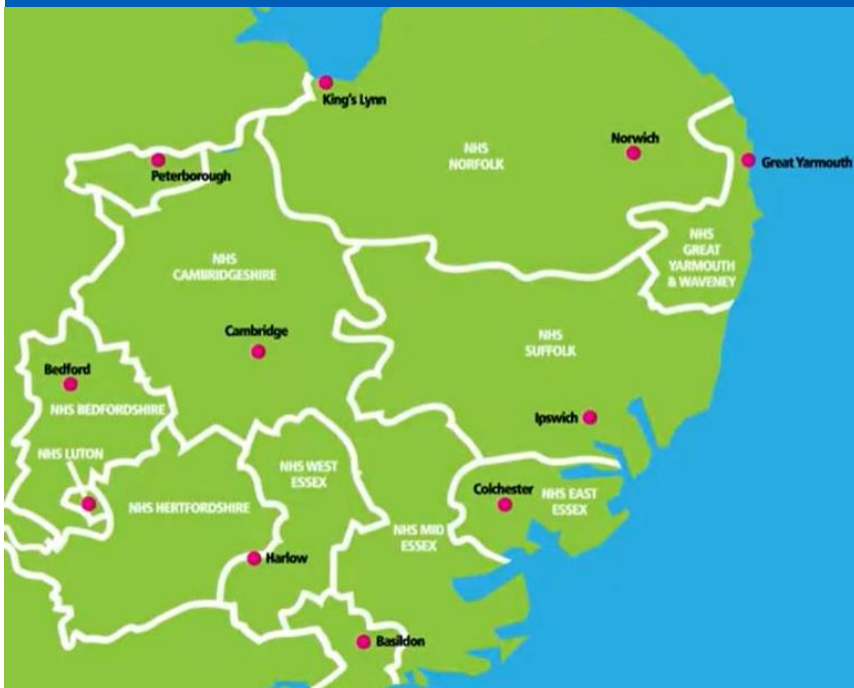 King's Lynn
Norwich
NHS
NORFOLK
Great Yarmouth
Peterborough
NHS
GREAT
YARMOUTH
& WAVENEY
NHS
CAMBRIDGESHIRE
Cambridge
NHS
SUFFOLK
Bedford
NHS BEDFORDSHIRE
Ipswich
NHS LUTON
NHS WEST
ESSEX
Colchester
NHS EAST
ESSEX
NHS HERTFORDSHIRE
NHS MID
ESSEX
Harlow
Basildon